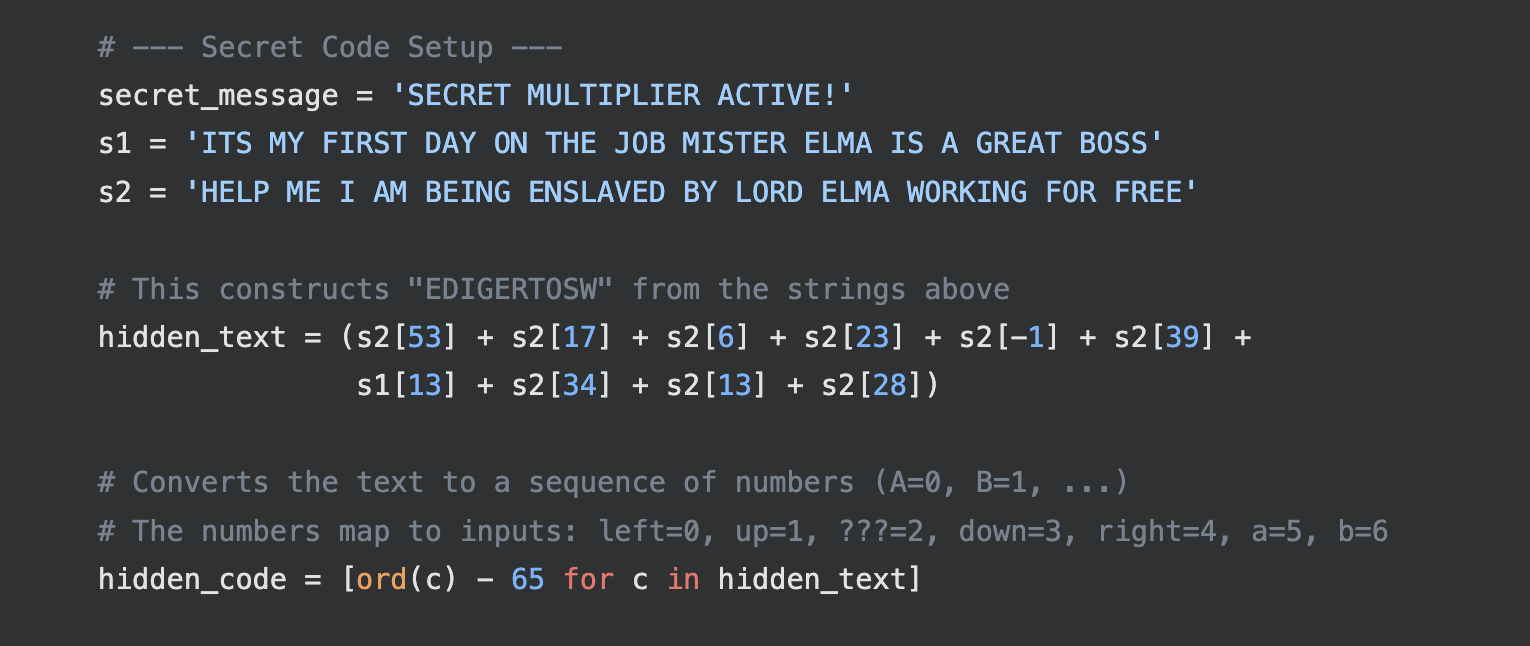 # --- Secret Code Setup ---
secret_message = 'SECRET MULTIPLIER ACTIVE!'
s1 = 'ITS MY FIRST DAY ON THE JOB MISTER ELMA IS A GREAT BOSS'
s2 = 'HELP ME I AM BEING ENSLAVED BY LORD ELMA WORKING FOR FREE'

# This constructs "EDIGERTOSW" from the strings above
hidden_text = (s2[53] + s2[17] + s2[6] + s2[23] + s2[-1] + s2[39] +
               s1[13] + s2[34] + s2[13] + s2[28])

# Converts the text to a sequence of numbers (A=0, B=1, ...)
# The numbers map to inputs: left=0, up=1, ???=2, down=3, right=4, a=5, b=6
hidden_code = [ord(c) - 65 for c in hidden_text]